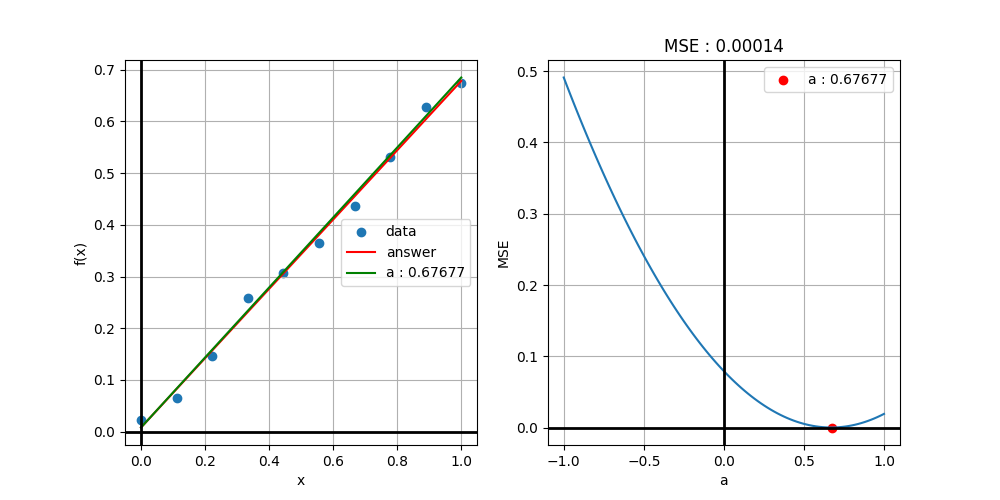 MSE : 0.00014
0.7
0.6
0.5
0.4
0.3
0.2
0.1
0.0
f(x)
data
answer
a : 0.67677
0.0 0.2 0.4 0.6 0.8 1.0
x
0.5
0.4
0.3
0.2
0.1
0.0
MSE
a : 0.67677
−1.0 −0.5 0.0 0.5 1.0
a